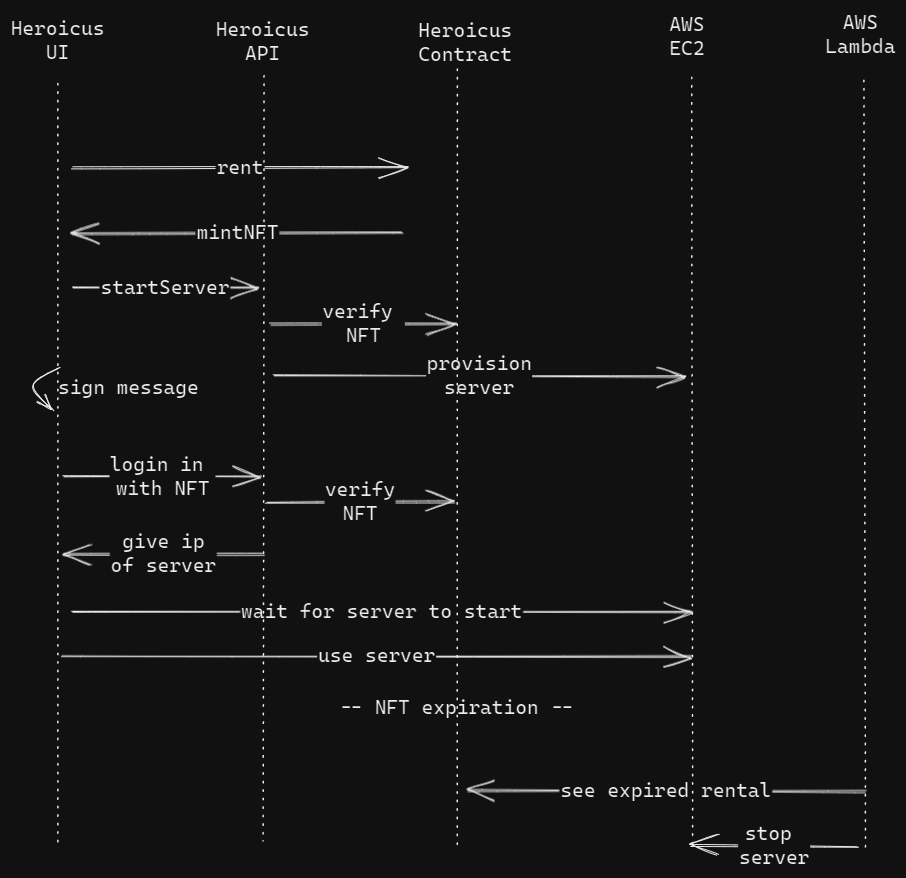 Heroicus
UI
Heroicus
API
Heroicus
Contract
AWS
EC2
AWS
Lambda
rent
mintNFT
startServer
verify
NFT
provision
server
sign message
login in
with NFT
verify
NFT
give ip
of server
wait for server to start
use server
-- NFT expiration --
see expired rental
stop
server